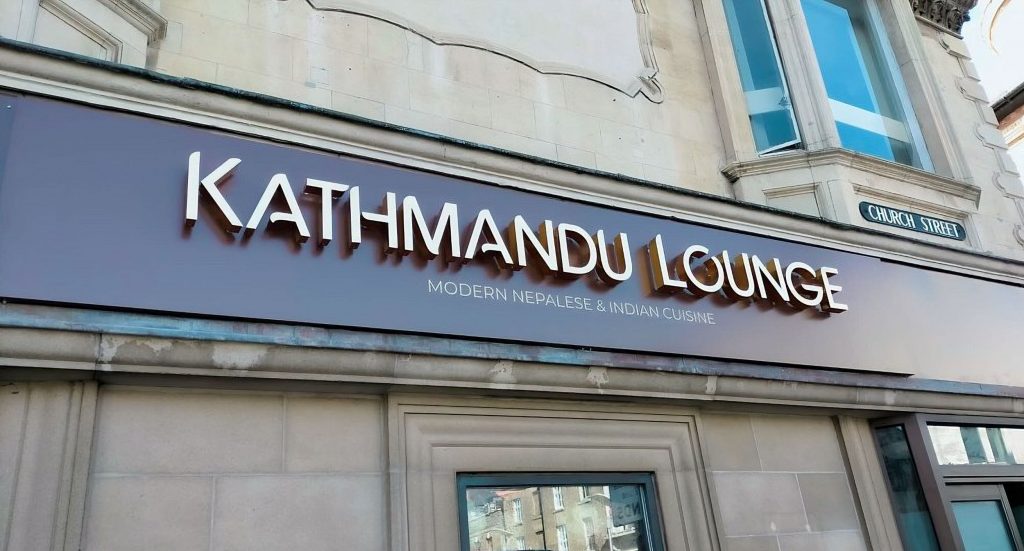 KATHMANDU LOUNGE
MODERN NEPALESE & INDIAN CUISINE
CHURCH STREET